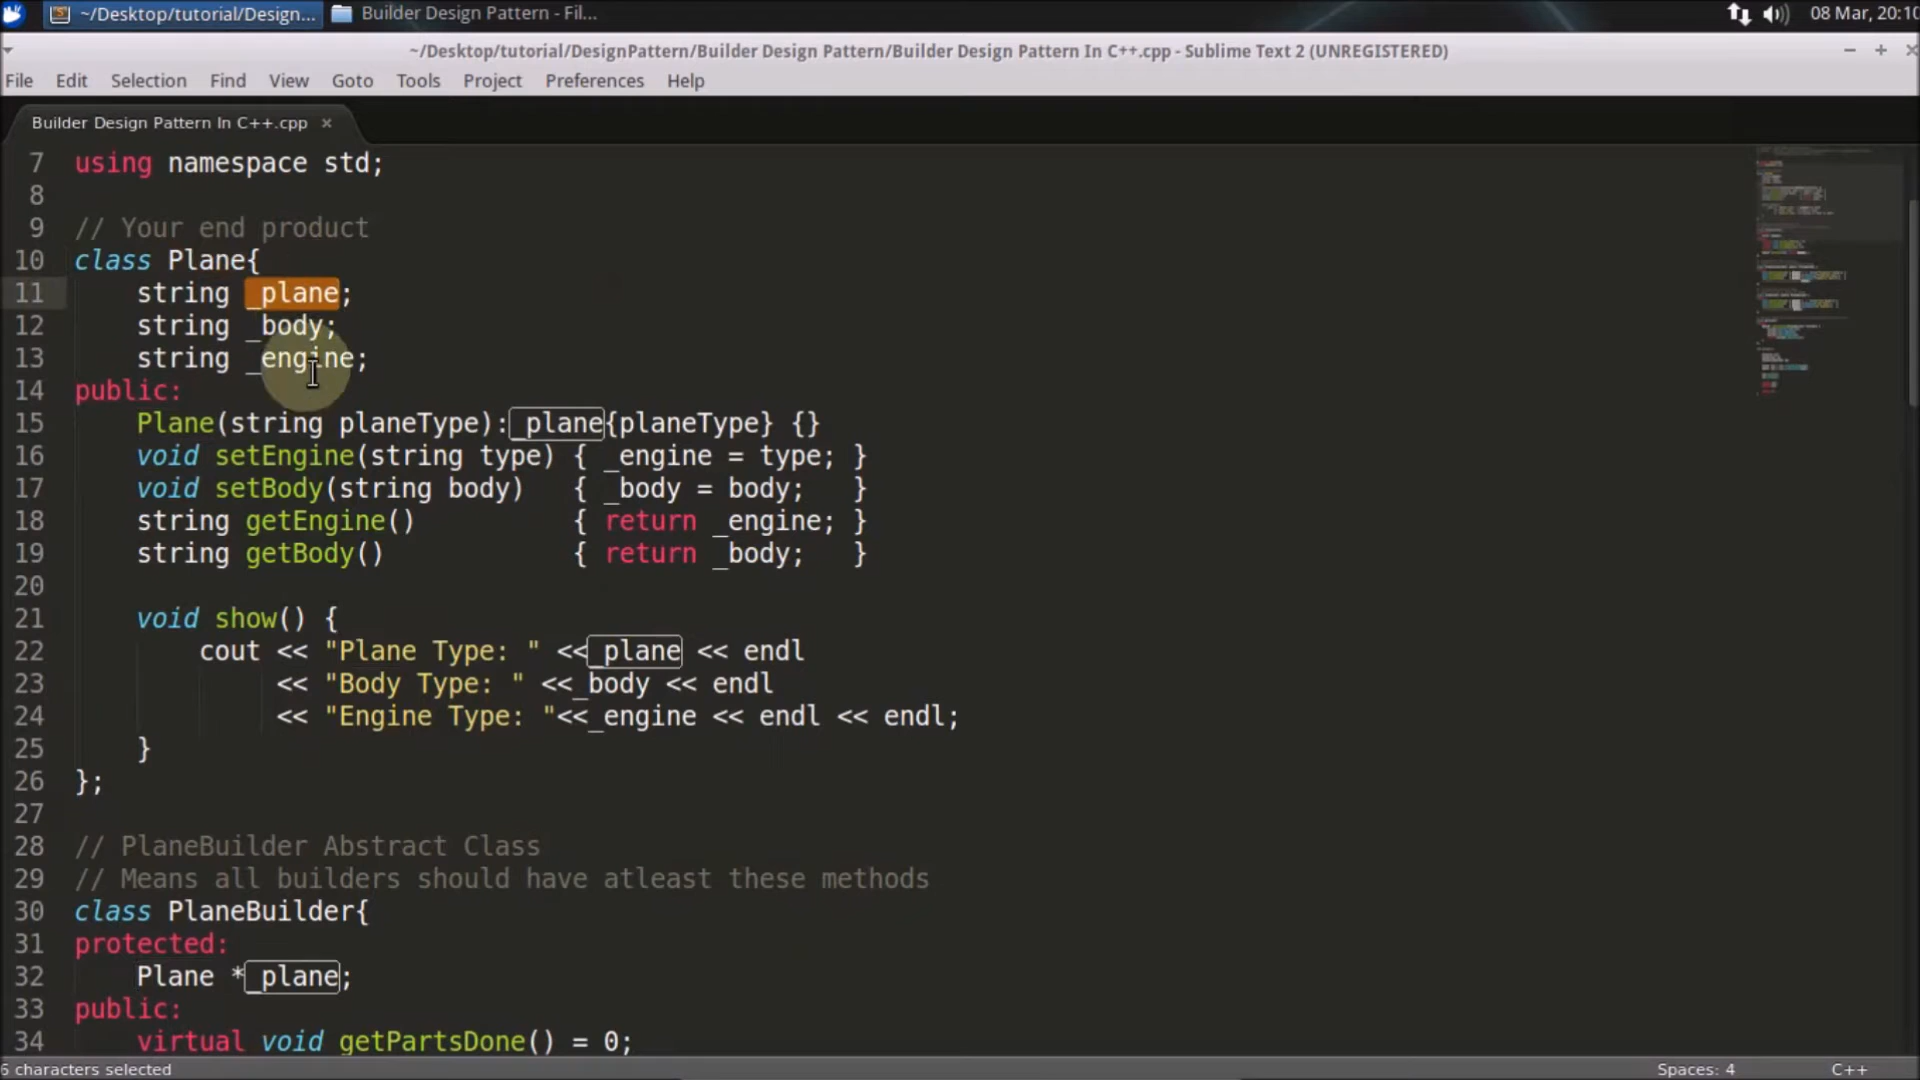 ~/Desktop/tutorial/Design... Builder Design Pattern - Fil... 08 Mar, 20:10
~/Desktop/tutorial/DesignPattern/Builder Design Pattern/Builder Design Pattern In C++.cpp - Sublime Text 2 (UNREGISTERED)
File Edit Selection Find View Goto Tools Project Preferences Help
Builder Design Pattern In C++.cpp
7 using namespace std;
8
9 // Your end product
10 class Plane{
11 string _plane;
12 string _body;
13 string _engine;
14 public:
15 Plane(string planeType):_plane{planeType} {}
16 void setEngine(string type) { _engine = type; }
17 void setBody(string body) { _body = body; }
18 string getEngine() { return _engine; }
19 string getBody() { return _body; }
20
21 void show() {
22 cout << "Plane Type: " <<_plane << endl
23 << "Body Type: " <<_body << endl
24 << "Engine Type: "<<_engine << endl << endl;
25 }
26 };
27
28 // PlaneBuilder Abstract Class
29 // Means all builders should have atleast these methods
30 class PlaneBuilder{
31 protected:
32 Plane *_plane;
33 public:
34 virtual void getPartsDone() = 0;
6 characters selected Spaces: 4 C++